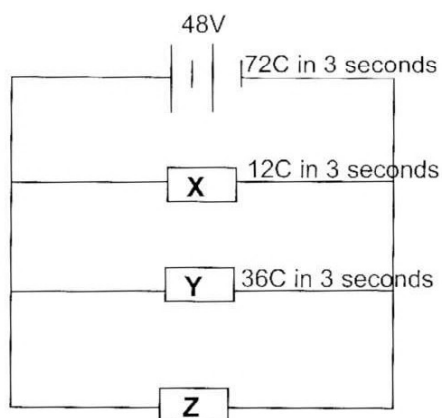 48V
72C in 3 seconds
12C in 3 seconds
X
36C in 3 seconds
Y
Z